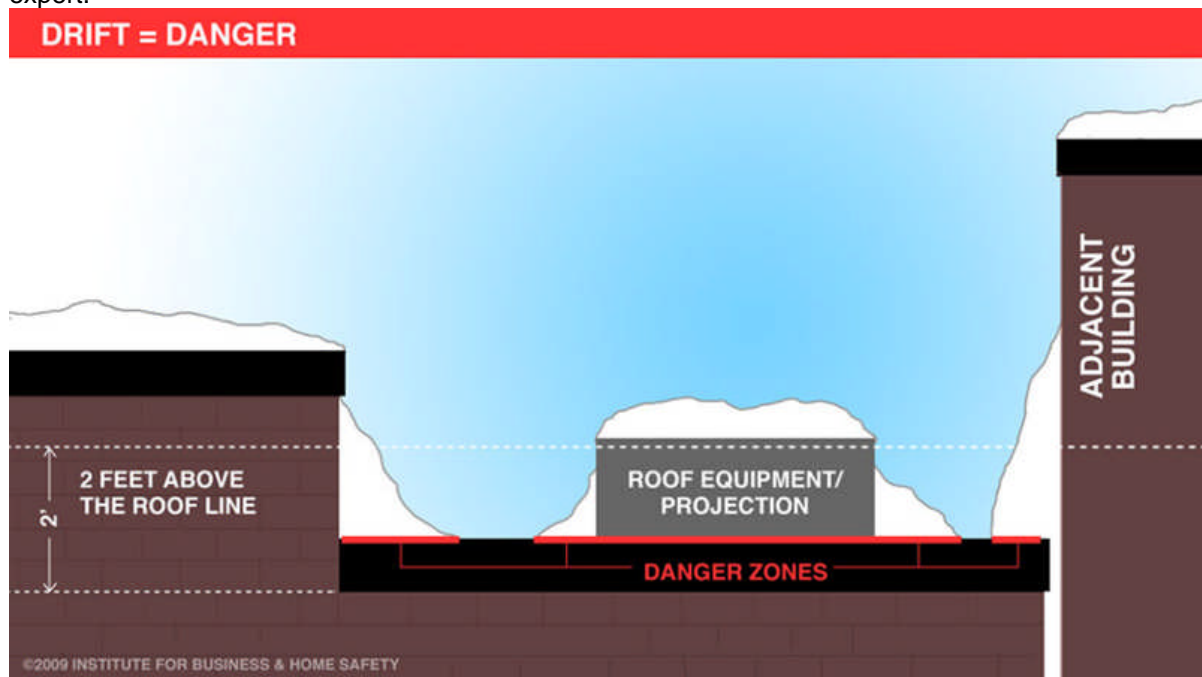 expert.
DRIFT = DANGER
ADJACENT
BUILDING
2 FEET ABOVE
THE ROOF LINE
2'
ROOF EQUIPMENT/
PROJECTION
DANGER ZONES
©2009 INSTITUTE FOR BUSINESS & HOME SAFETY